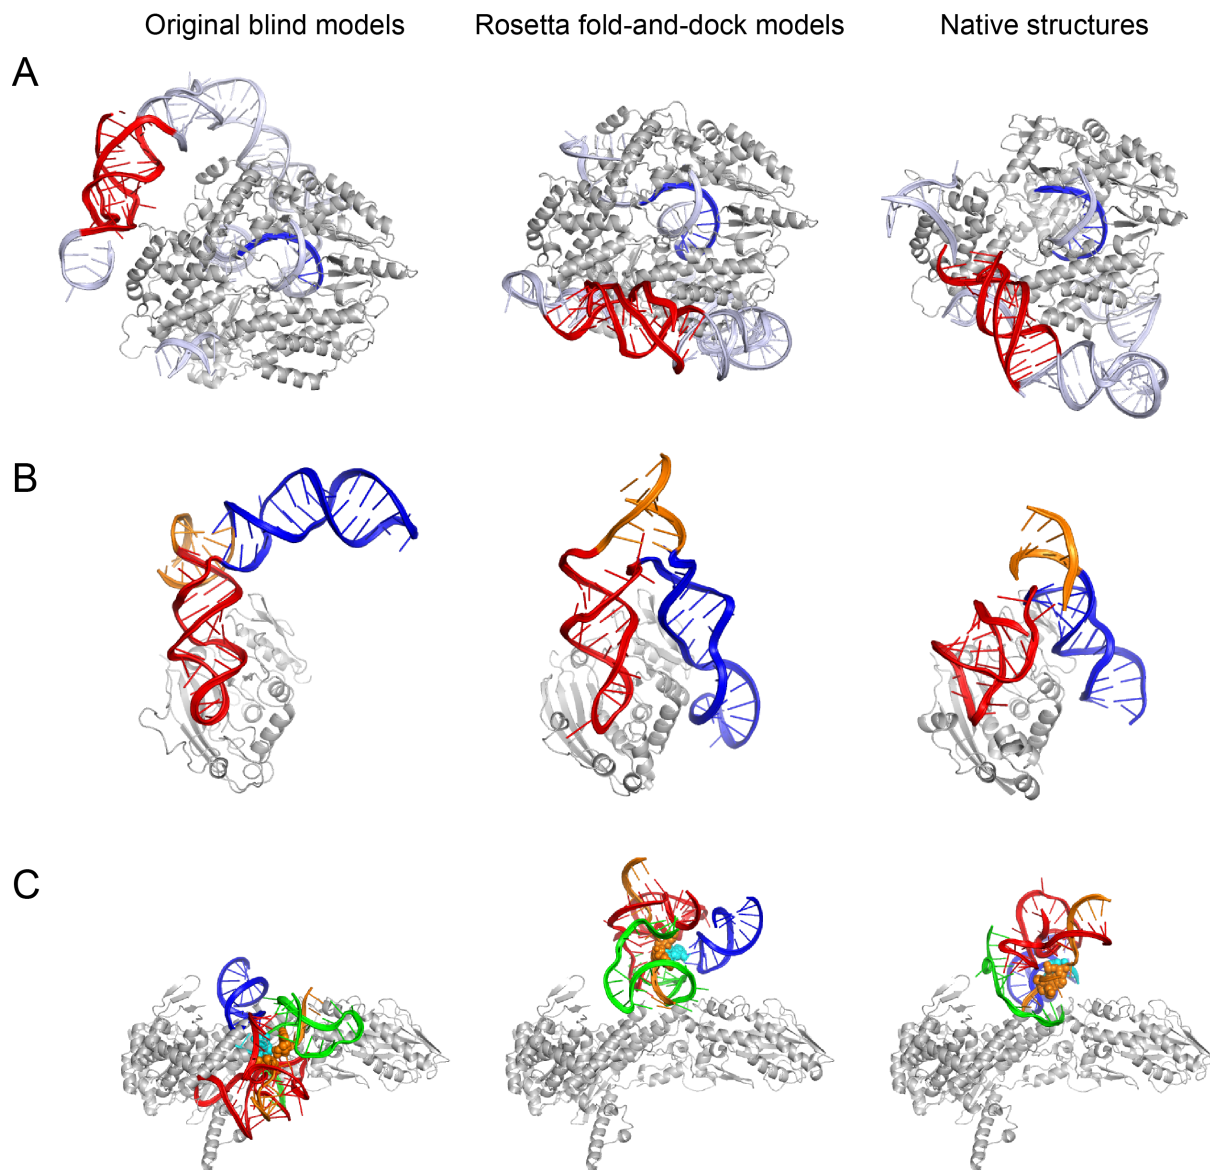 Original blind models
Rosetta fold-and-dock models
Native structures
A
B
C